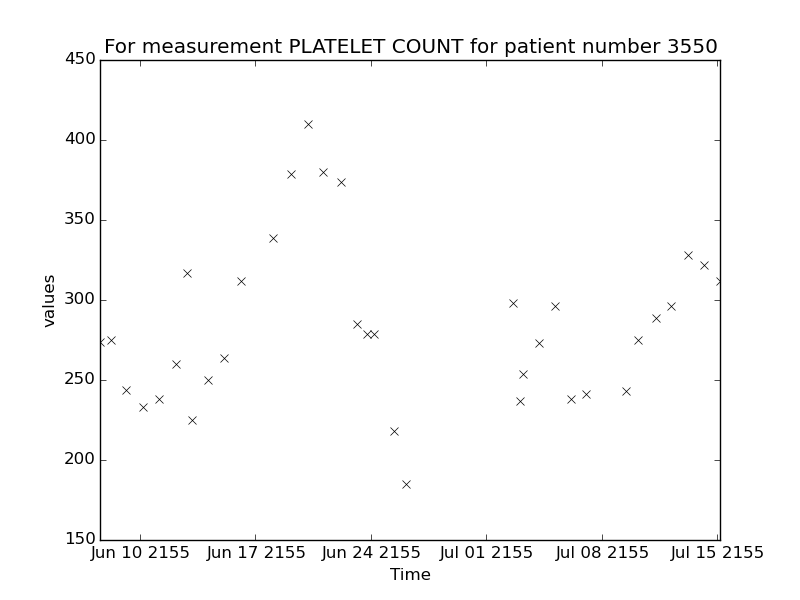 For measurement PLATELET COUNT for patient number 3550
450
400
350
300
250
200
150
values
Jun 10 2155 Jun 17 2155 Jun 24 2155 Jul 01 2155 Jul 08 2155 Jul 15 2155
Time